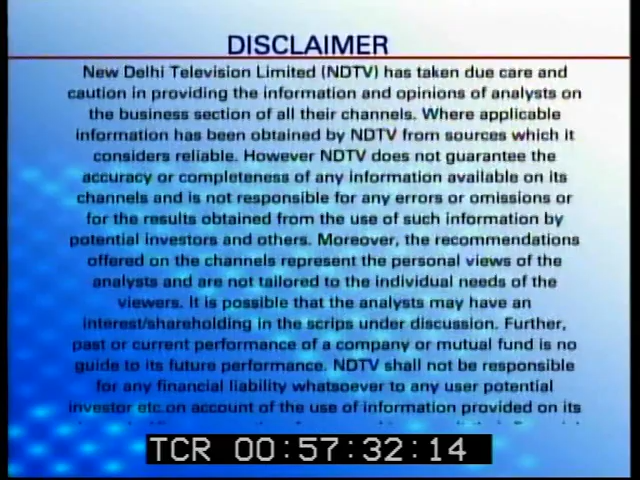 DISCLAIMER
New Delhi Television Limited (NDTV) has taken due care and
caution in providing the information and opinions of analysts on
the business section of all their channels. Where applicable
information has been obtained by NDTV from sources which it
considers reliable. However NDTV does not guarantee the
accuracy or completeness of any information available on its
channels and is not responsible for any errors or omissions or
for the results obtained from the use of such information by
potential investors and others. Moreover, the recommendations
offered on the channels represent the personal views of the
analysts and are not tailored to the individual needs of the
viewers. It is possible that the analysts may have an
interest/shareholding in the scrips under discussion. Further,
past or current performance of a company or mutual fund is no
guide to its future performance. NDTV shall not be responsible
for any financial liability whatsoever to any user potential
investor etc.on account of the use of information provided on its
TCR 00:57:32:14